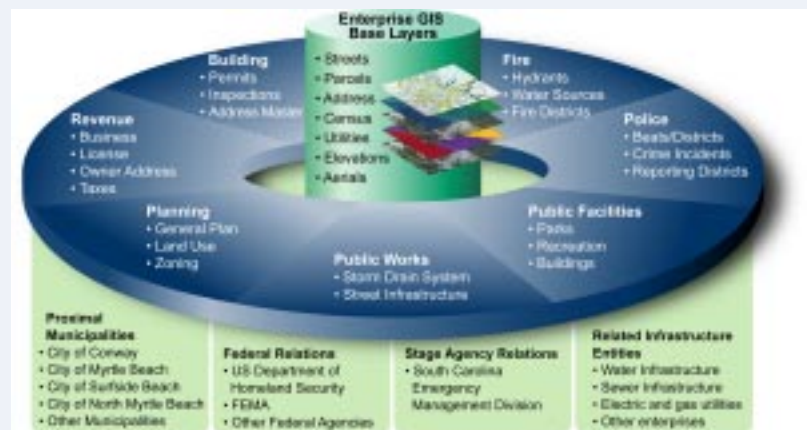 Enterprise GIS
Base Layers
• Streets
• Parcels
• Address
• Census
• Utilities
• Elevations
• Aerials
Building
• Permits
• Inspections
• Address Master
Fire
• Hydrants
• Water Sources
• Fire Districts
Revenue
• Business
• License
• Owner Address
• Taxes
Police
• Beats/Districts
• Crime Incidents
• Reporting Districts
Planning
• General Plan
• Land Use
• Zoning
Public Works
• Storm Drain System
• Street Infrastructure
Public Facilities
• Parks
• Recreation
• Buildings
Proximal
Municipalities
• City of Conway
• City of Myrtle Beach
• City of Surfside Beach
• City of North Myrtle Beach
• Other Municipalities
Federal Relations
• US Department of
Homeland Security
• FEMA
• Other Federal Agencies
Stage Agency Relations
• South Carolina
Emergency
Management Division
Related Infrastructure
Entities
• Water Infrastructure
• Sewer Infrastructure
• Electric and gas utilities
• Other enterprises